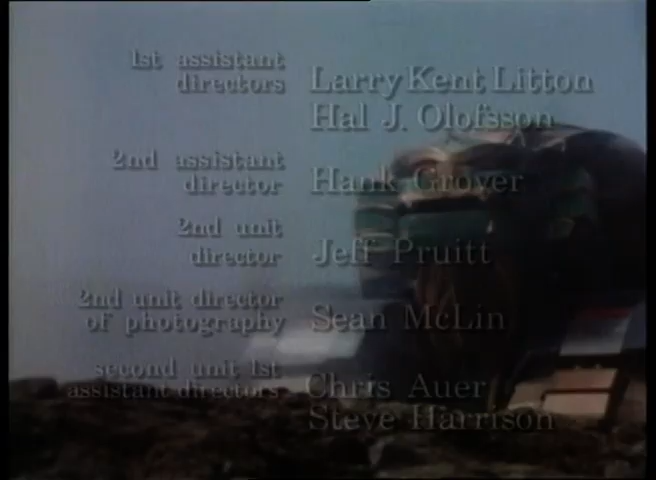 1st assistant
directors Larry Kent Litton
Hal J. Olofsson
2nd assistant
director Hank Grover
2nd unit
director Jeff Pruitt
2nd unit director
of photography Sean McLin
second unit 1st
assistant directors Chris Auer
Steve Harrison